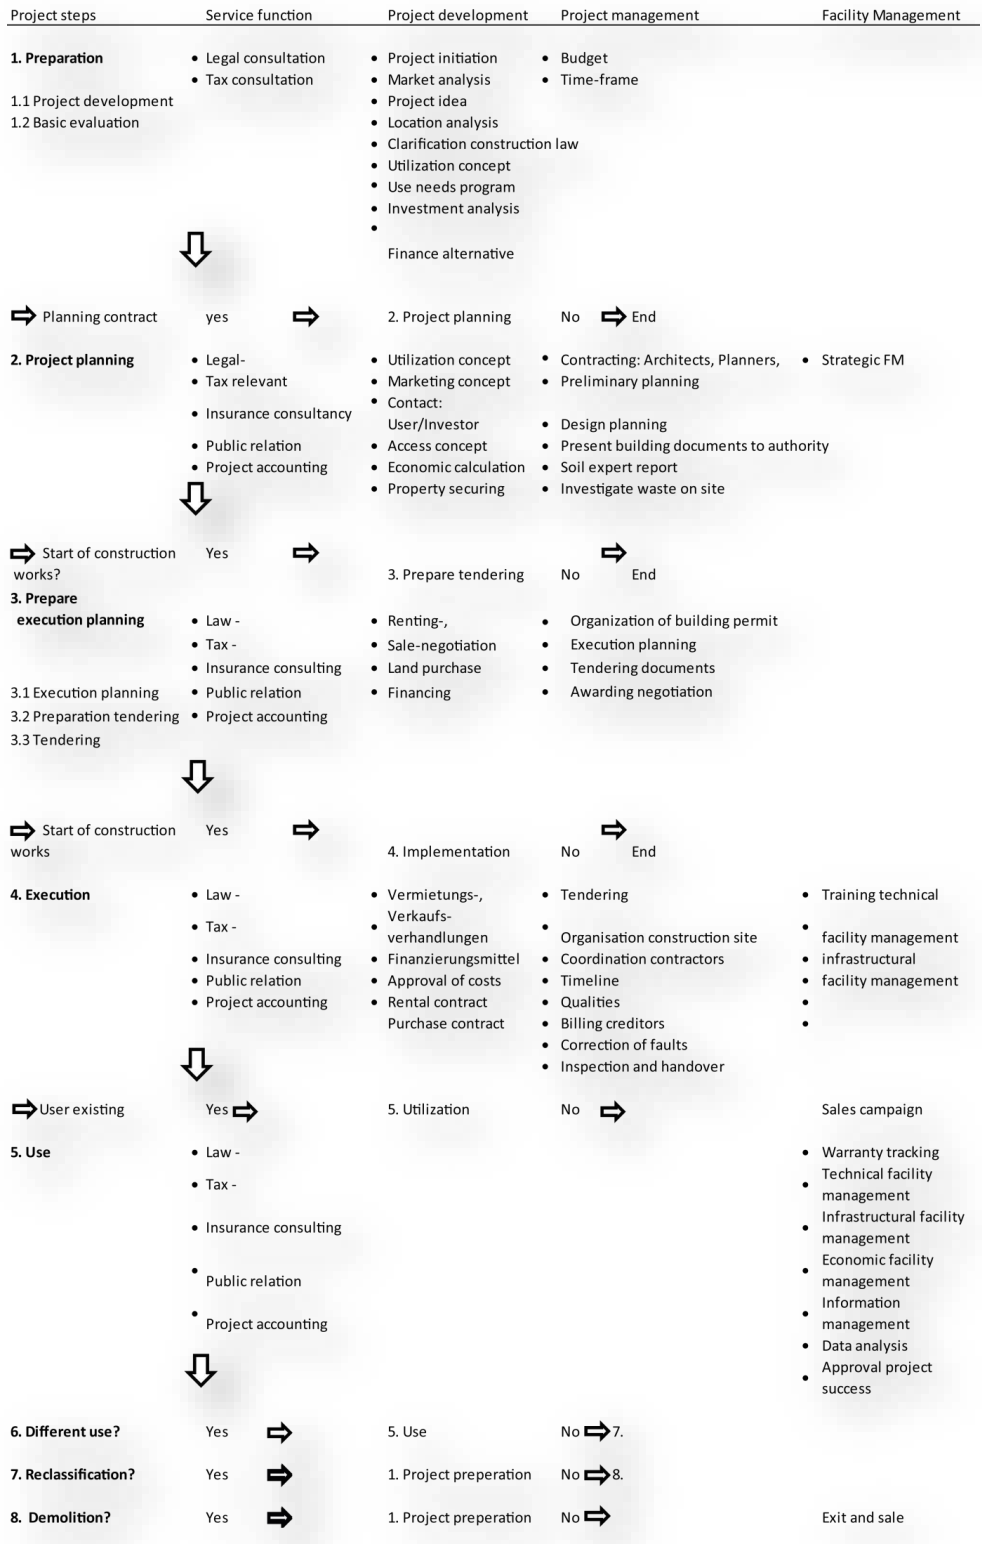 Project steps Service function Project development Project management Facility Management
1. Preparation • Legal consultation • Project initiation • Budget
• Tax consultation • Market analysis • Time-frame
1.1 Project development • Project idea
1.2 Basic evaluation • Location analysis
• Clarification construction law
• Utilization concept
• Use needs program
• Investment analysis
•
Finance alternative
⇨ Planning contract yes ⇨ 2. Project planning No ⇨ End
2. Project planning • Legal- • Utilization concept • Contracting: Architects, Planners, • Strategic FM
• Tax relevant • Marketing concept • Preliminary planning
• Contact:
• Insurance consultancy
User/Investor • Design planning
• Public relation • Access concept • Present building documents to authority
• Project accounting • Economic calculation • Soil expert report
• Property securing • Investigate waste on site
⇨ Start of construction Yes ⇨ ⇨
works? 3. Prepare tendering No End
3. Prepare
execution planning • Law - • Renting-, • Organization of building permit
• Tax - • Sale-negotiation • Execution planning
• Insurance consulting • Land purchase • Tendering documents
3.1 Execution planning • Public relation • Financing • Awarding negotiation
3.2 Preparation tendering • Project accounting
3.3 Tendering
⇨ Start of construction Yes ⇨ ⇨
works 4. Implementation No End
4. Execution • Law - • Vermietungs-, • Tendering • Training technical
• Verkaufs-
• Tax - •
verhandlungen Organisation construction site facility management
• Insurance consulting • Finanzierungsmittel • Coordination contractors • infrastructural
• Public relation • Approval of costs • Timeline • facility management
• Project accounting • Rental contract • Qualities •
Purchase contract • Billing creditors •
• Correction of faults
• Inspection and handover
⇨ User existing Yes ⇨ 5. Utilization No ⇨ Sales campaign
5. Use • Law - • Warranty tracking
• Technical facility
• Tax -
management
• Infrastructural facility
• Insurance consulting
management
• Economic facility
• Public relation management
• Information
• Project accounting management
• Data analysis
• Approval project
success
6. Different use? Yes ⇨ 5. Use No ⇨ 7.
7. Reclassification? Yes ⇨ 1. Project preperation No ⇨ 8.
8. Demolition? Yes ⇨ 1. Project preperation No ⇨ Exit and sale